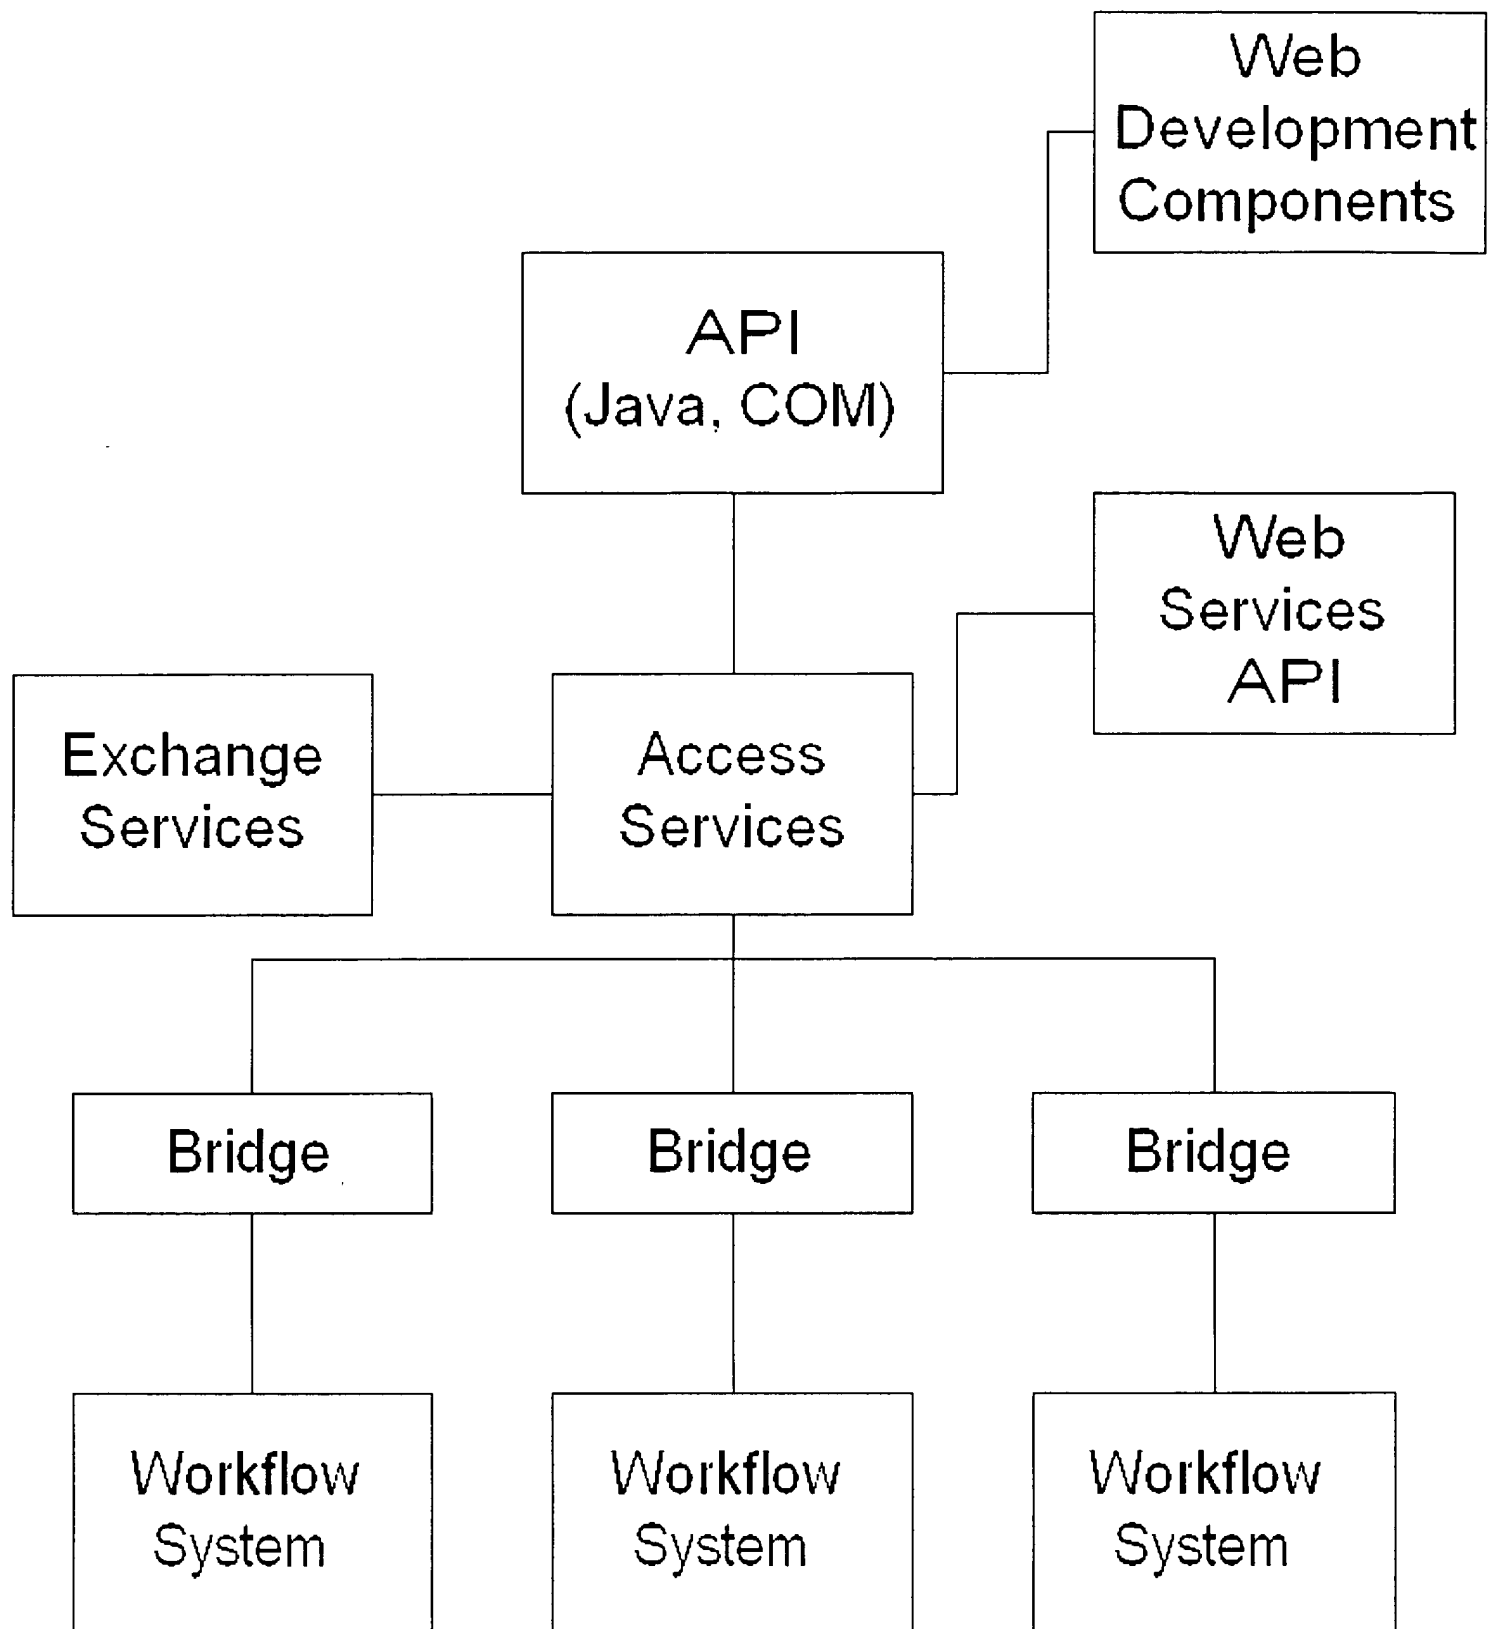 Web
Development
Components
API
(Java, COM)
Web
Services
API
Exchange
Services
Access
Services
Bridge
Bridge
Bridge
Workflow
System
Workflow
System
Workflow
System